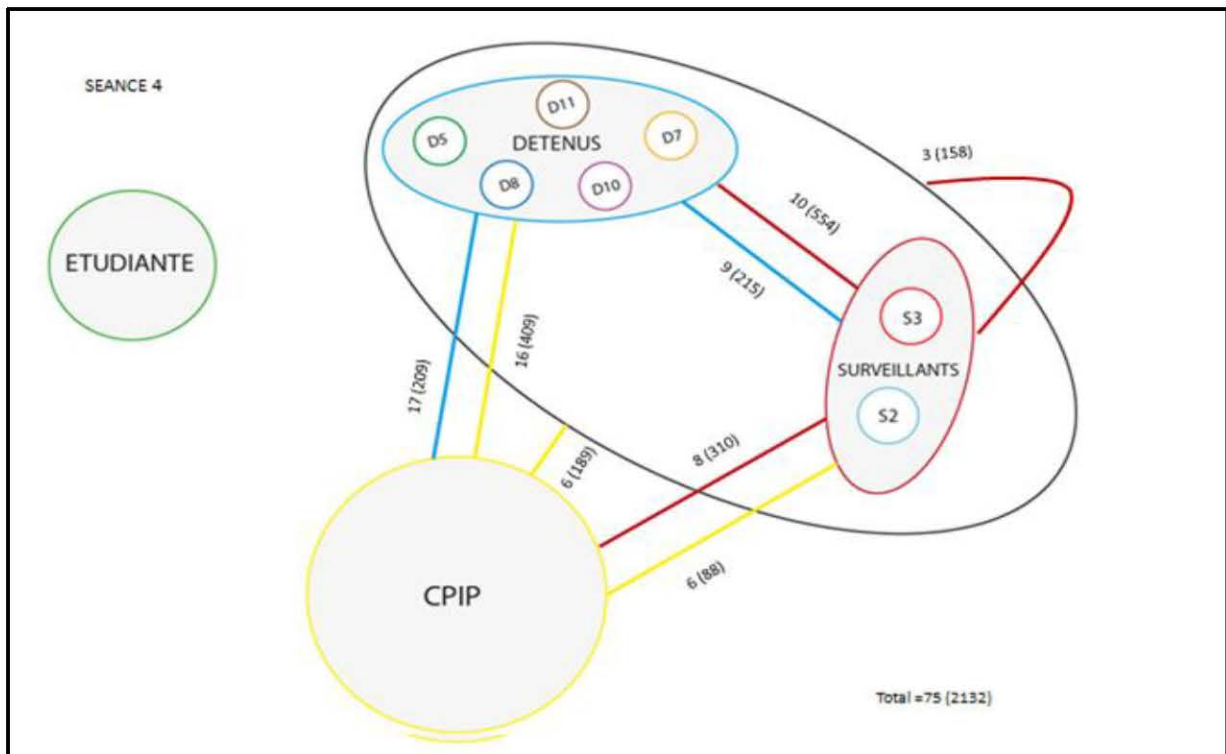 SEANCE 4
ETUDIANTE
D11
D5
DETENUS
D7
D8
D10
3 (158)
10 (554)
9 (215)
S3
SURVEILLANTS
S2
17 (209)
16 (409)
6 (189)
8 (310)
6 (88)
CPIP
Total =75 (2132)